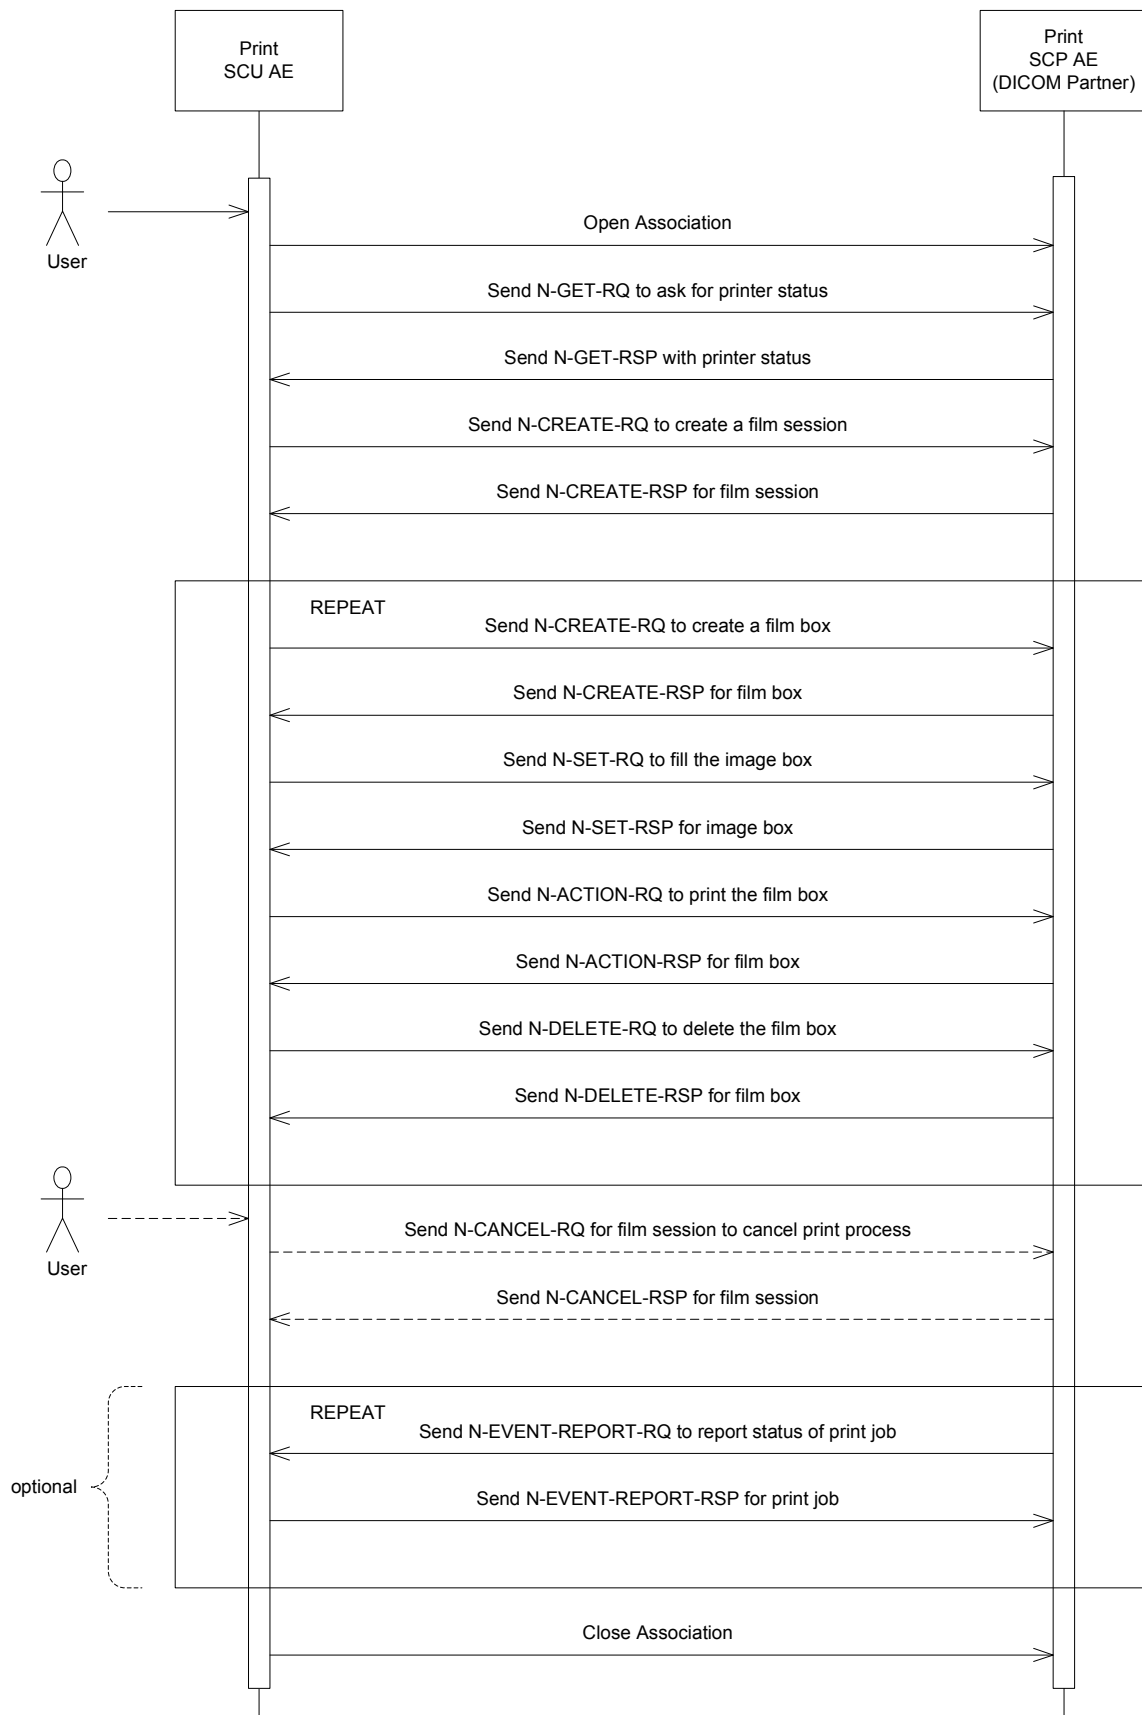 Print
SCU AE
Print
SCP AE
(DICOM Partner)
User
Open Association
Send N-GET-RQ to ask for printer status
Send N-GET-RSP with printer status
Send N-CREATE-RQ to create a film session
Send N-CREATE-RSP for film session
REPEAT
Send N-CREATE-RQ to create a film box
Send N-CREATE-RSP for film box
Send N-SET-RQ to fill the image box
Send N-SET-RSP for image box
Send N-ACTION-RQ to print the film box
Send N-ACTION-RSP for film box
Send N-DELETE-RQ to delete the film box
Send N-DELETE-RSP for film box
Send N-CANCEL-RQ for film session to cancel print process
User
Send N-CANCEL-RSP for film session
REPEAT
Send N-EVENT-REPORT-RQ to report status of print job
optional
Send N-EVENT-REPORT-RSP for print job
Close Association